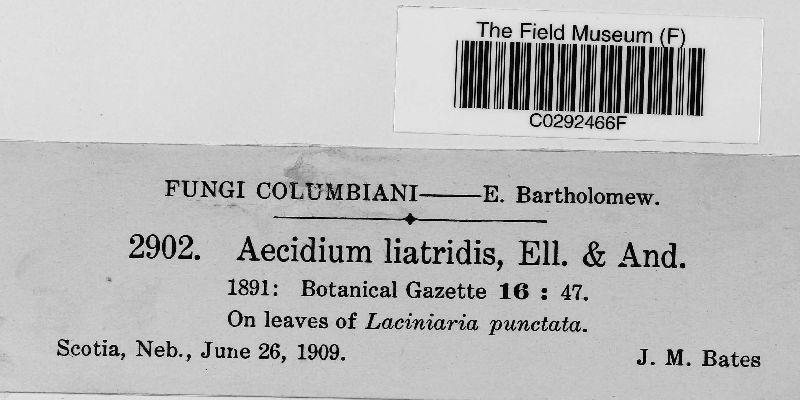 The Field Museum (F)
C0292466F
FUNGI COLUMBIANI——E. Bartholomew.
2902. Aecidium liatridis, Ell. & And.
1891: Botanical Gazette 16 : 47.
On leaves of Laciniaria punctata.
Scotia, Neb., June 26, 1909. J. M. Bates